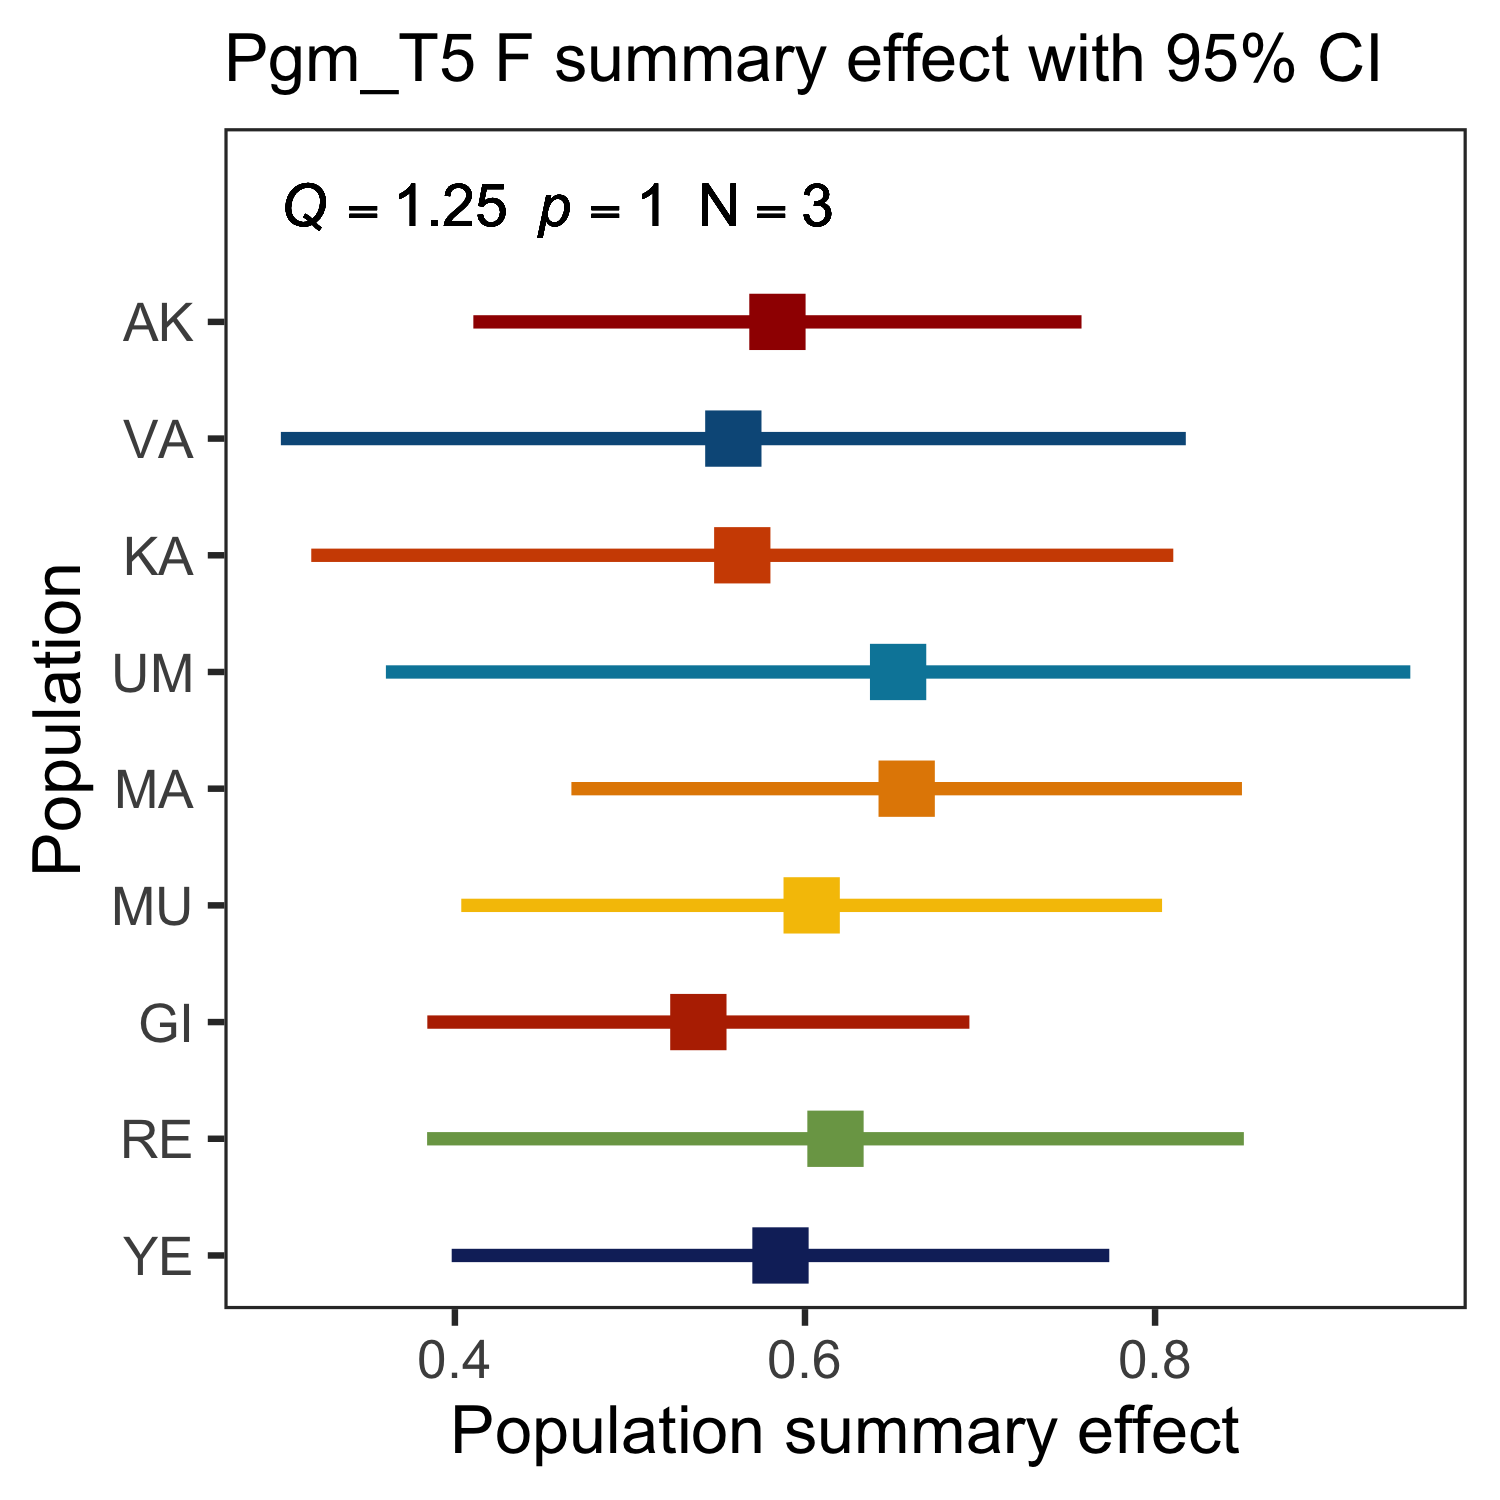 Pgm_T5 F summary effect with 95% CI
Q = 1.25 p = 1 N = 3
AK
VA
KA
UM
MA
MU
GI
RE
YE
Population
0.4 0.6 0.8
Population summary effect